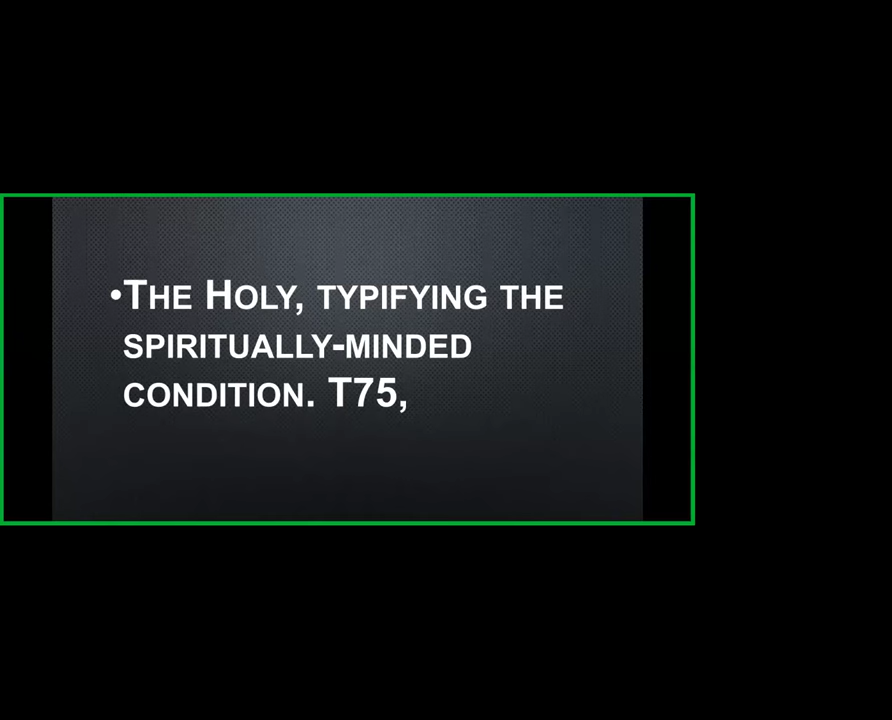 •The Holy, typifying the
spiritually-minded
condition. T75,